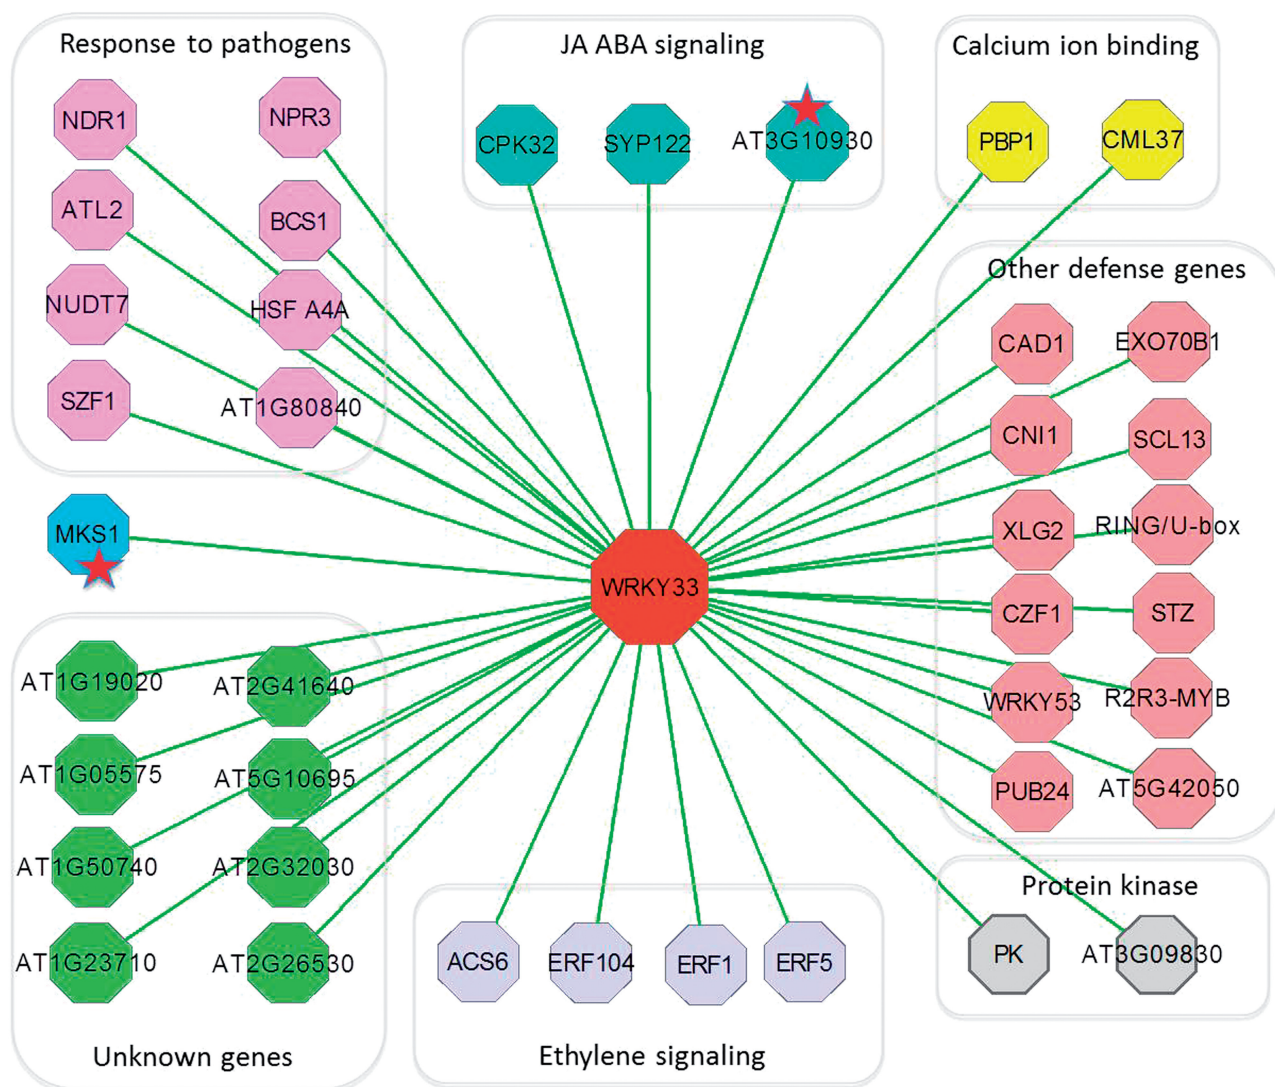 Response to pathogens
NDR1
NPR3
ATL2
BCS1
NUDT7
HSF A4A
SZF1
AT1G80840
JA ABA signaling
CPK32
SYP122
AT3G10930
Calcium ion binding
PBP1
CML37
Other defense genes
CAD1
EXO70B1
CNI1
SCL13
XLG2
RING/U-box
CZF1
STZ
WRKY53
R2R3-MYB
PUB24
AT5G42050
MKS1
WRKY33
AT1G19020
AT2G41640
AT1G05575
AT5G10695
AT1G50740
AT2G32030
AT1G23710
AT2G26530
Unknown genes
ACS6
ERF104
ERF1
ERF5
Ethylene signaling
Protein kinase
PK
AT3G09830